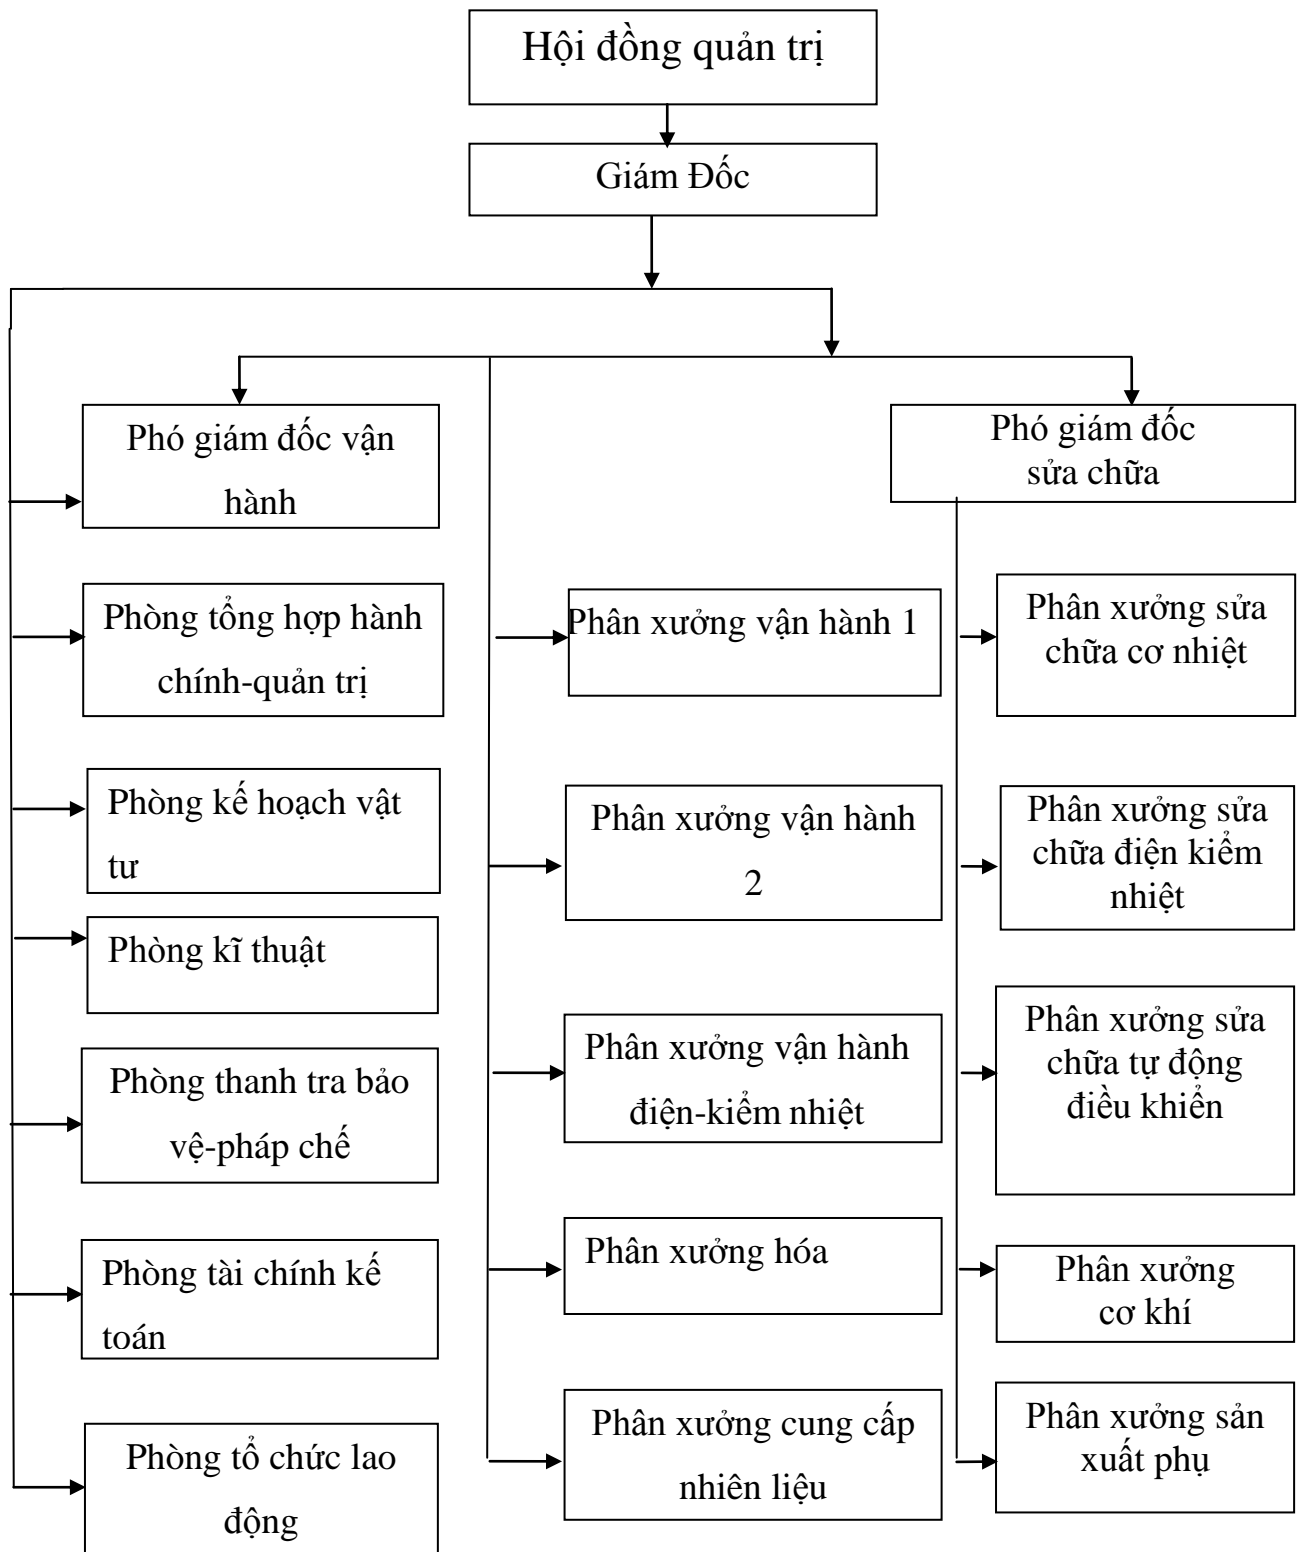 Hội đồng quản trị
Giám Đốc
Phó giám đốc vận
hành
Phó giám đốc
sửa chữa
Phòng tổng hợp hành
chính-quản trị
Phân xưởng vận hành 1
Phân xưởng sửa
chữa cơ nhiệt
Phòng kế hoạch vật
tư
Phân xưởng vận hành
2
Phân xưởng sửa
chữa điện kiểm
nhiệt
Phòng kĩ thuật
Phân xưởng vận hành
điện-kiểm nhiệt
Phân xưởng sửa
chữa tự động
điều khiển
Phòng thanh tra bảo
vệ-pháp chế
Phân xưởng hóa
Phân xưởng
cơ khí
Phòng tài chính kế
toán
Phân xưởng cung cấp
nhiên liệu
Phân xưởng sản
xuất phụ
Phòng tổ chức lao
động